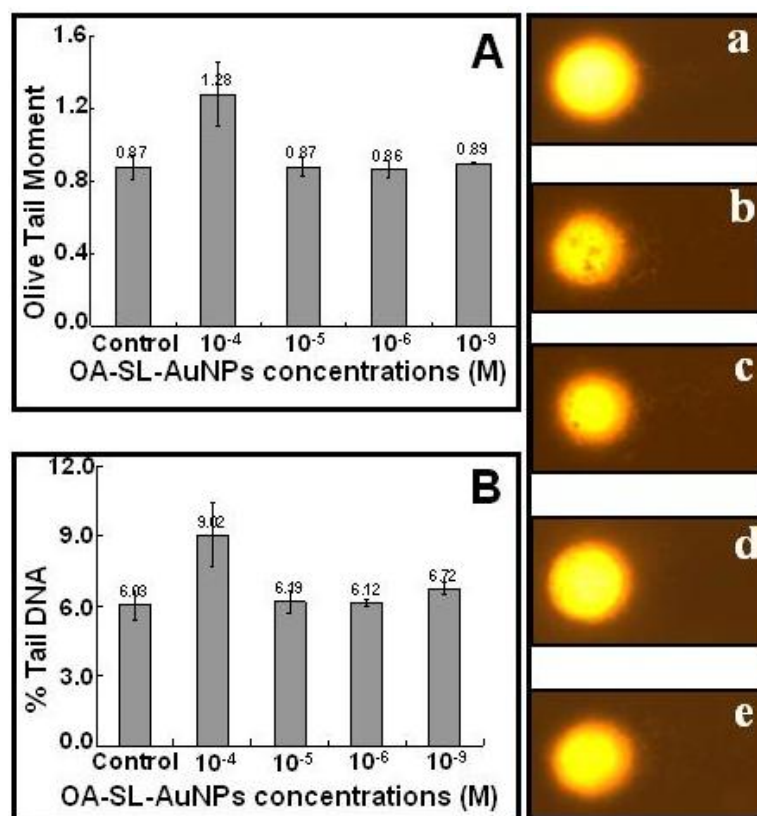 A
Olive Tail Moment
1.6
1.2
0.8
0.4
0.0
0.87
1.28
0.87
0.86
0.89
Control 10⁻⁴ 10⁻⁵ 10⁻⁶ 10⁻⁹
OA-SL-AuNPs concentrations (M)
B
% Tail DNA
12.0
9.0
6.0
3.0
0.0
6.03
9.02
6.19
6.12
6.72
Control 10⁻⁴ 10⁻⁵ 10⁻⁶ 10⁻⁹
OA-SL-AuNPs concentrations (M)
a
b
c
d
e